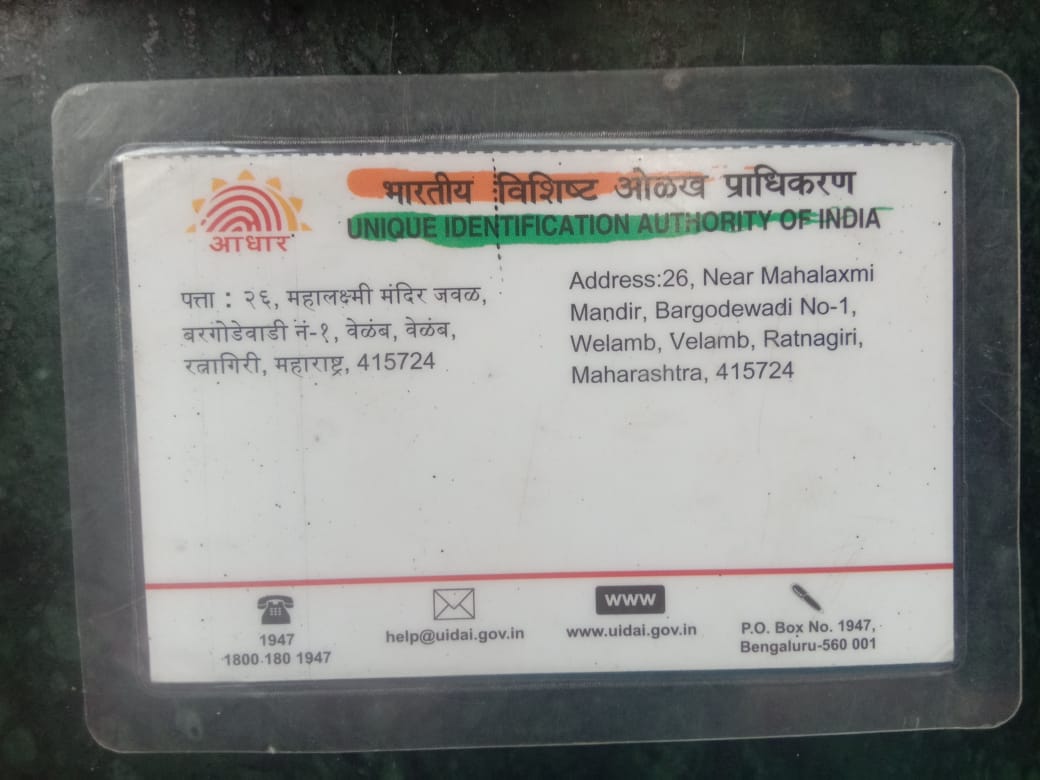 आधार
भारतीय विशिष्ट ओळख प्राधिकरण
UNIQUE IDENTIFICATION AUTHORITY OF INDIA
पत्ता : २६, महालक्ष्मी मंदिर जवळ,
बरगोडेवाडी नं-१, वेळंब, वेळंब,
रत्नागिरी, महाराष्ट्र, 415724
Address:26, Near Mahalaxmi
Mandir, Bargodewadi No-1,
Welamb, Velamb, Ratnagiri,
Maharashtra, 415724
1947
1800 180 1947
help@uidai.gov.in
www
www.uidai.gov.in
P.O. Box No. 1947,
Bengaluru-560 001